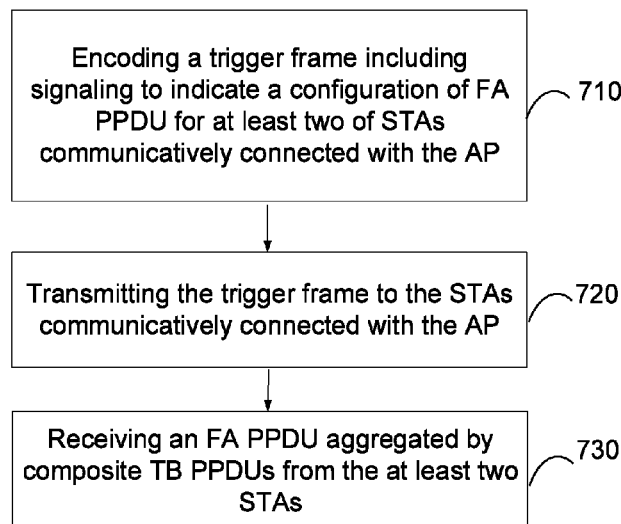 Encoding a trigger frame including
signaling to indicate a configuration of FA
PPDU for at least two of STAs
communicatively connected with the AP
710
Transmitting the trigger frame to the STAs
communicatively connected with the AP
720
Receiving an FA PPDU aggregated by
composite TB PPDUs from the at least two
STAs
730